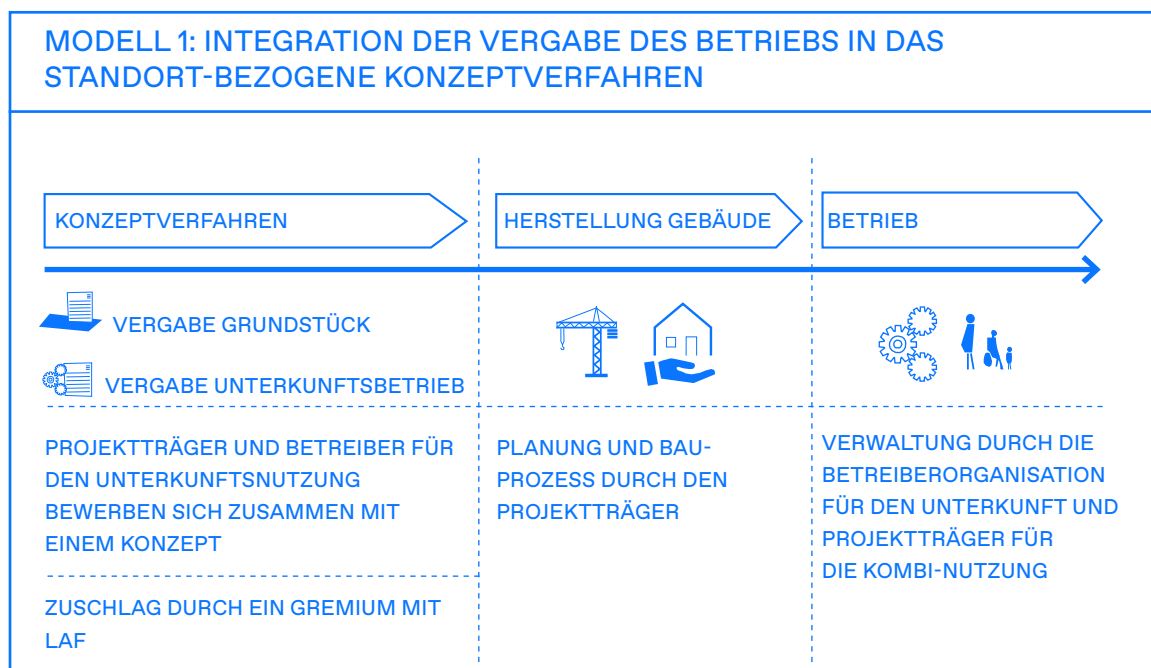 MODELL 1: INTEGRATION DER VERGABE DES BETRIEBS IN DAS
STANDORT-BEZOGENE KONZEPTVERFAHREN
KONZEPTVERFAHREN
HERSTELLUNG GEBÄUDE
BETRIEB
VERGABE GRUNDSTÜCK
VERGABE UNTERKUNFTSBETRIEB
PROJEKTTRÄGER UND BETREIBER FÜR
DEN UNTERKUNFTSNUTZUNG
BEWERBEN SICH ZUSAMMEN MIT
EINEM KONZEPT
ZUSCHLAG DURCH EIN GREMIUM MIT
LAF
PLANUNG UND BAU-
PROZESS DURCH DEN
PROJEKTTRÄGER
VERWALTUNG DURCH DIE
BETREIBERORGANISATION
FÜR DEN UNTERKUNFT UND
PROJEKTTRÄGER FÜR
DIE KOMBI-NUTZUNG